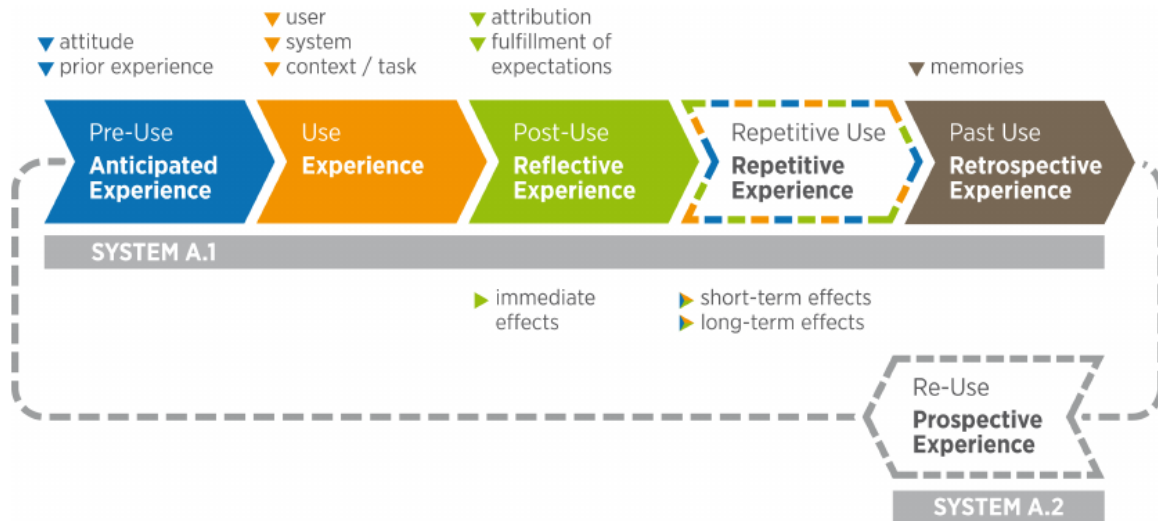 attitude
prior experience
user
system
context / task
attribution
fulfillment of
expectations
memories
Pre-Use
Anticipated
Experience
Use
Experience
Post-Use
Reflective
Experience
Repetitive Use
Repetitive
Experience
Past Use
Retrospective
Experience
SYSTEM A.1
immediate
effects
short-term effects
long-term effects
Re-Use
Prospective
Experience
SYSTEM A.2